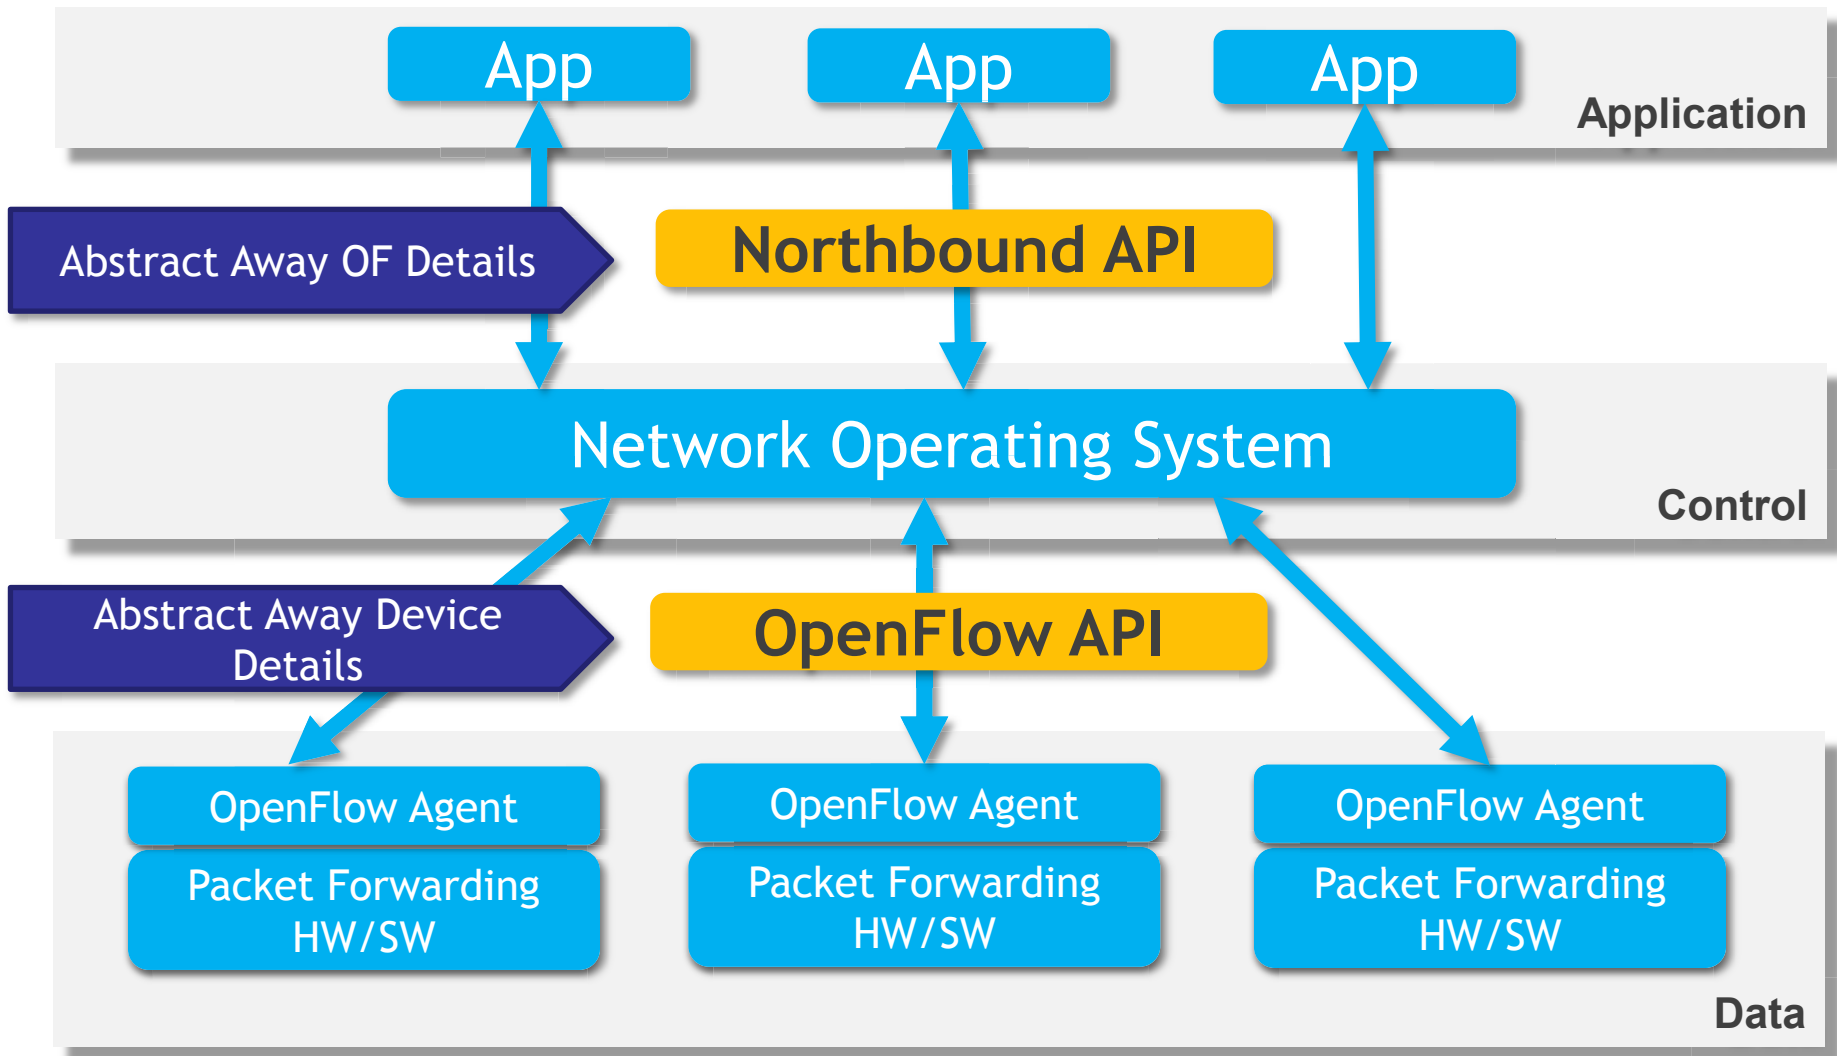 App
App
App
Application
Abstract Away OF Details
Northbound API
Network Operating System
Control
Abstract Away Device
Details
OpenFlow API
OpenFlow Agent
Packet Forwarding
HW/SW
OpenFlow Agent
Packet Forwarding
HW/SW
OpenFlow Agent
Packet Forwarding
HW/SW
Data